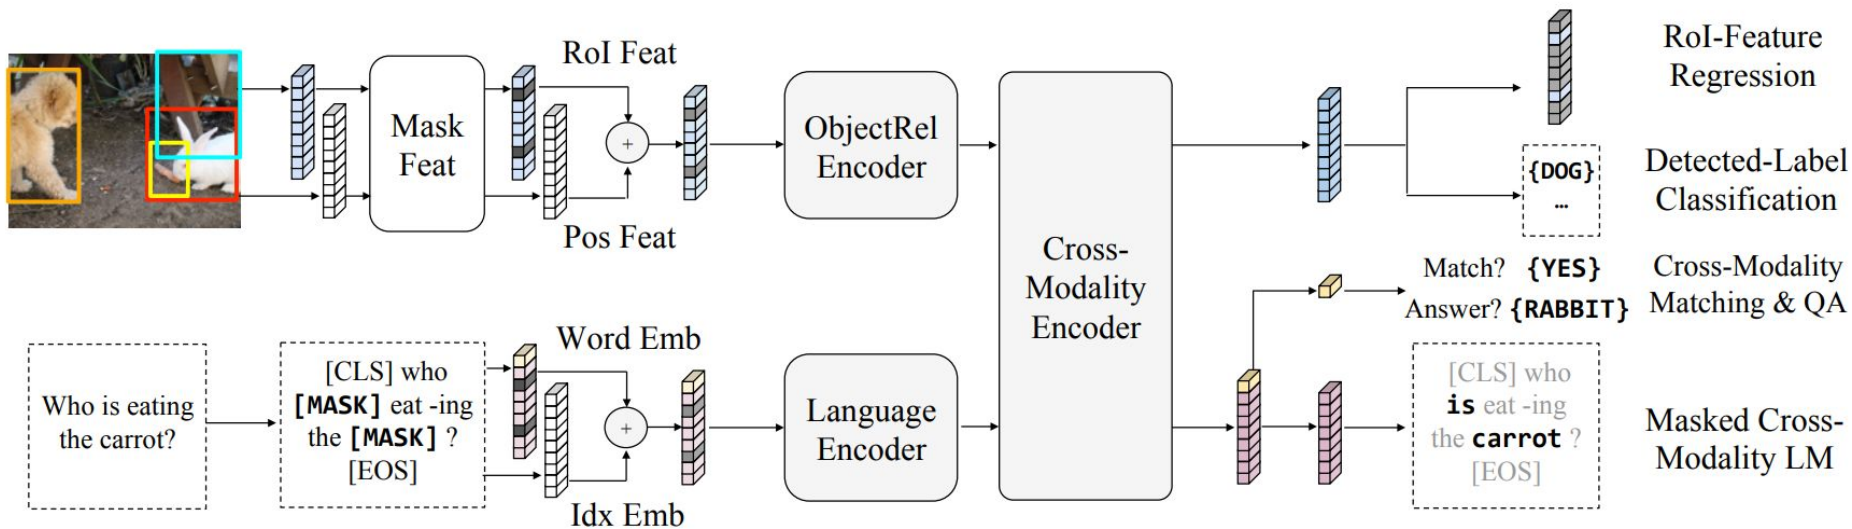 RoI Feat
Mask
Feat
+
Pos Feat
ObjectRel
Encoder
RoI-Feature
Regression
{DOG}
…
Detected-Label
Classification
Cross-
Modality
Encoder
Match? {YES}
Answer? {RABBIT}
Cross-Modality
Matching & QA
Who is eating
the carrot?
[CLS] who
[MASK] eat -ing
the [MASK] ?
[EOS]
Word Emb
+
Idx Emb
Language
Encoder
[CLS] who
is eat -ing
the carrot ?
[EOS]
Masked Cross-
Modality LM